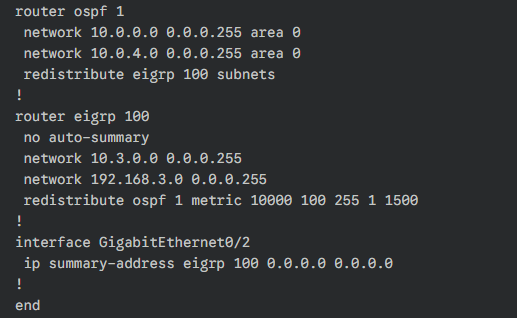 router ospf 1
network 10.0.0.0 0.0.0.255 area 0
network 10.0.4.0 0.0.0.255 area 0
redistribute eigrp 100 subnets
!
router eigrp 100
no auto-summary
network 10.3.0.0 0.0.0.255
network 192.168.3.0 0.0.0.255
redistribute ospf 1 metric 10000 100 255 1 1500
!
interface GigabitEthernet0/2
ip summary-address eigrp 100 0.0.0.0 0.0.0.0
!
end